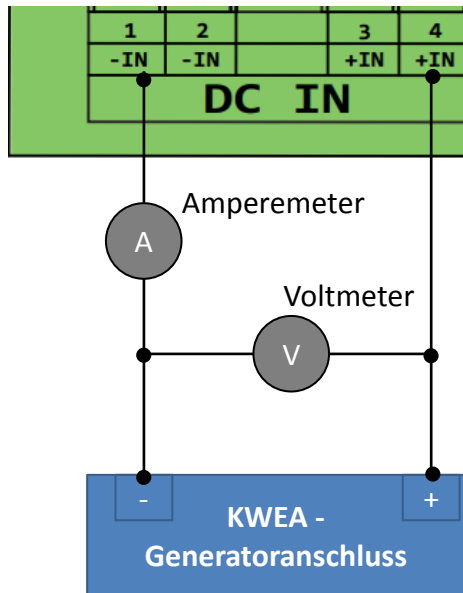 1 2 3 4
-IN -IN +IN +IN
DC IN
Amperemeter
A
Voltmeter
V
- +
KWEA -
Generatoranschluss